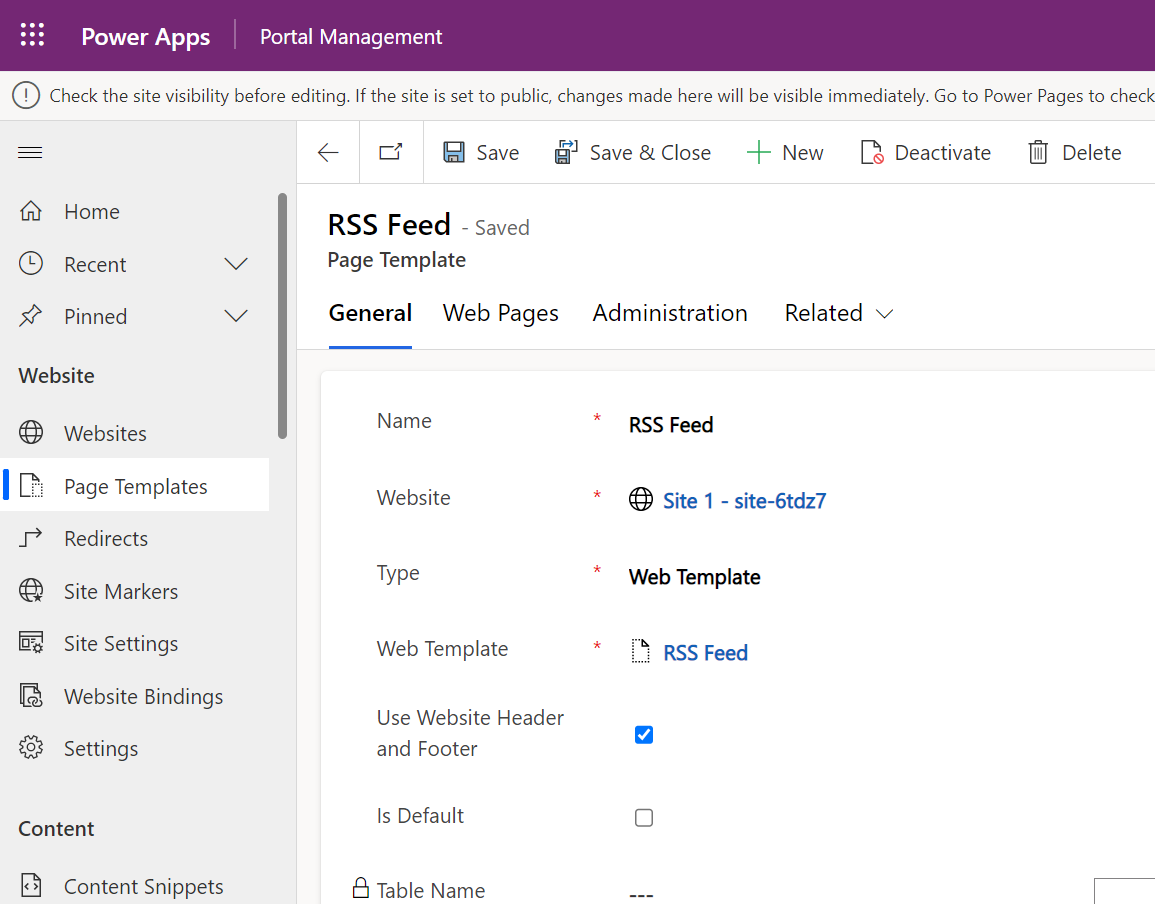 Power Apps Portal Management
Check the site visibility before editing. If the site is set to public, changes made here will be visible immediately. Go to Power Pages to check
Save Save & Close New Deactivate Delete
Home
Recent
Pinned
Website
Websites
Page Templates
Redirects
Site Markers
Site Settings
Website Bindings
Settings
Content
Content Snippets
RSS Feed - Saved
Page Template
General Web Pages Administration Related
Name * RSS Feed
Website * Site 1 - site-6tdz7
Type * Web Template
Web Template * RSS Feed
Use Website Header
and Footer
Is Default
Table Name ---